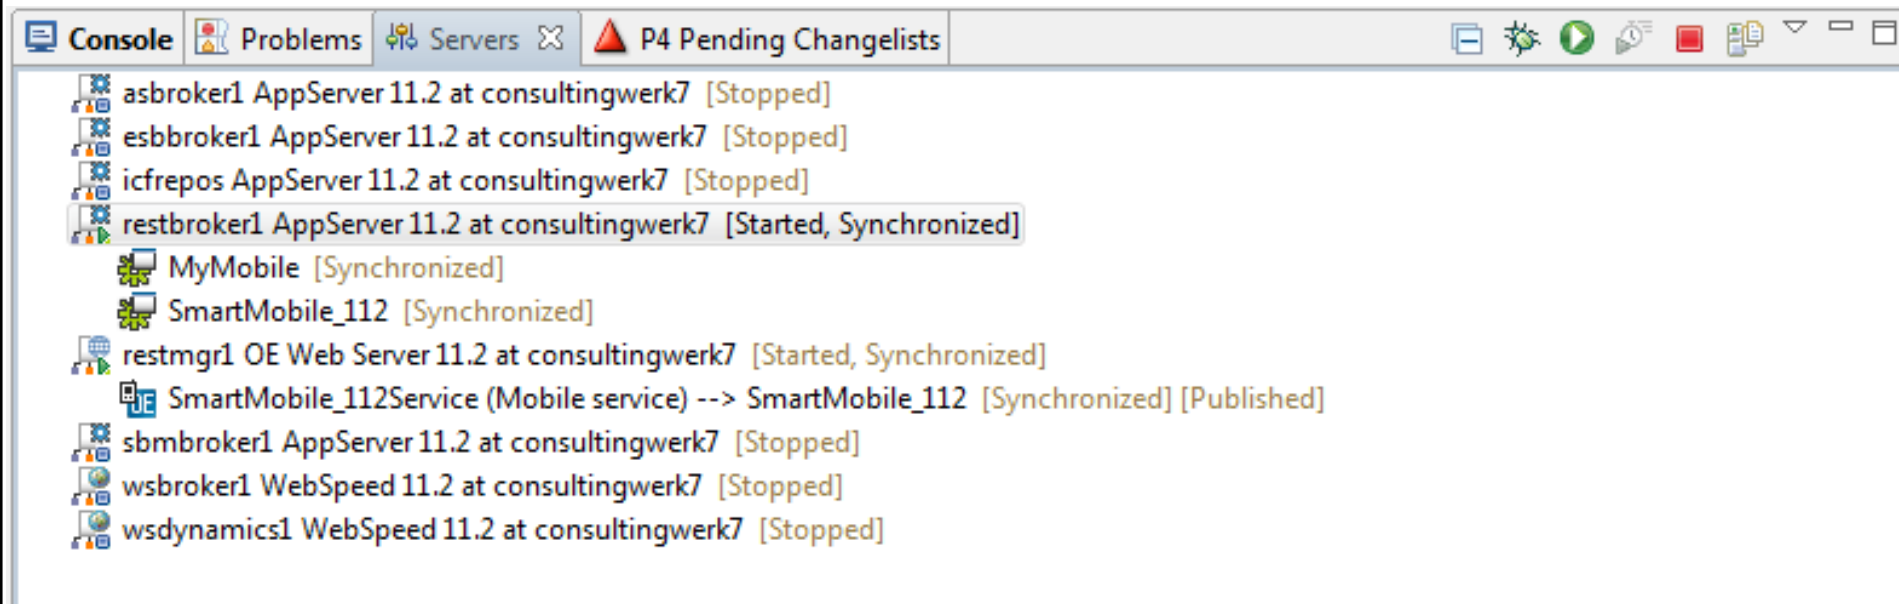 Console Problems Servers P4 Pending Changelists
asbroker1 AppServer 11.2 at consultingwerk7 [Stopped]
esbbroker1 AppServer 11.2 at consultingwerk7 [Stopped]
icfrepos AppServer 11.2 at consultingwerk7 [Stopped]
restbroker1 AppServer 11.2 at consultingwerk7 [Started, Synchronized]
MyMobile [Synchronized]
SmartMobile_112 [Synchronized]
restmgr1 OE Web Server 11.2 at consultingwerk7 [Started, Synchronized]
SmartMobile_112Service (Mobile service) --> SmartMobile_112 [Synchronized] [Published]
sbmbroker1 AppServer 11.2 at consultingwerk7 [Stopped]
wsbroker1 WebSpeed 11.2 at consultingwerk7 [Stopped]
wsdynamics1 WebSpeed 11.2 at consultingwerk7 [Stopped]